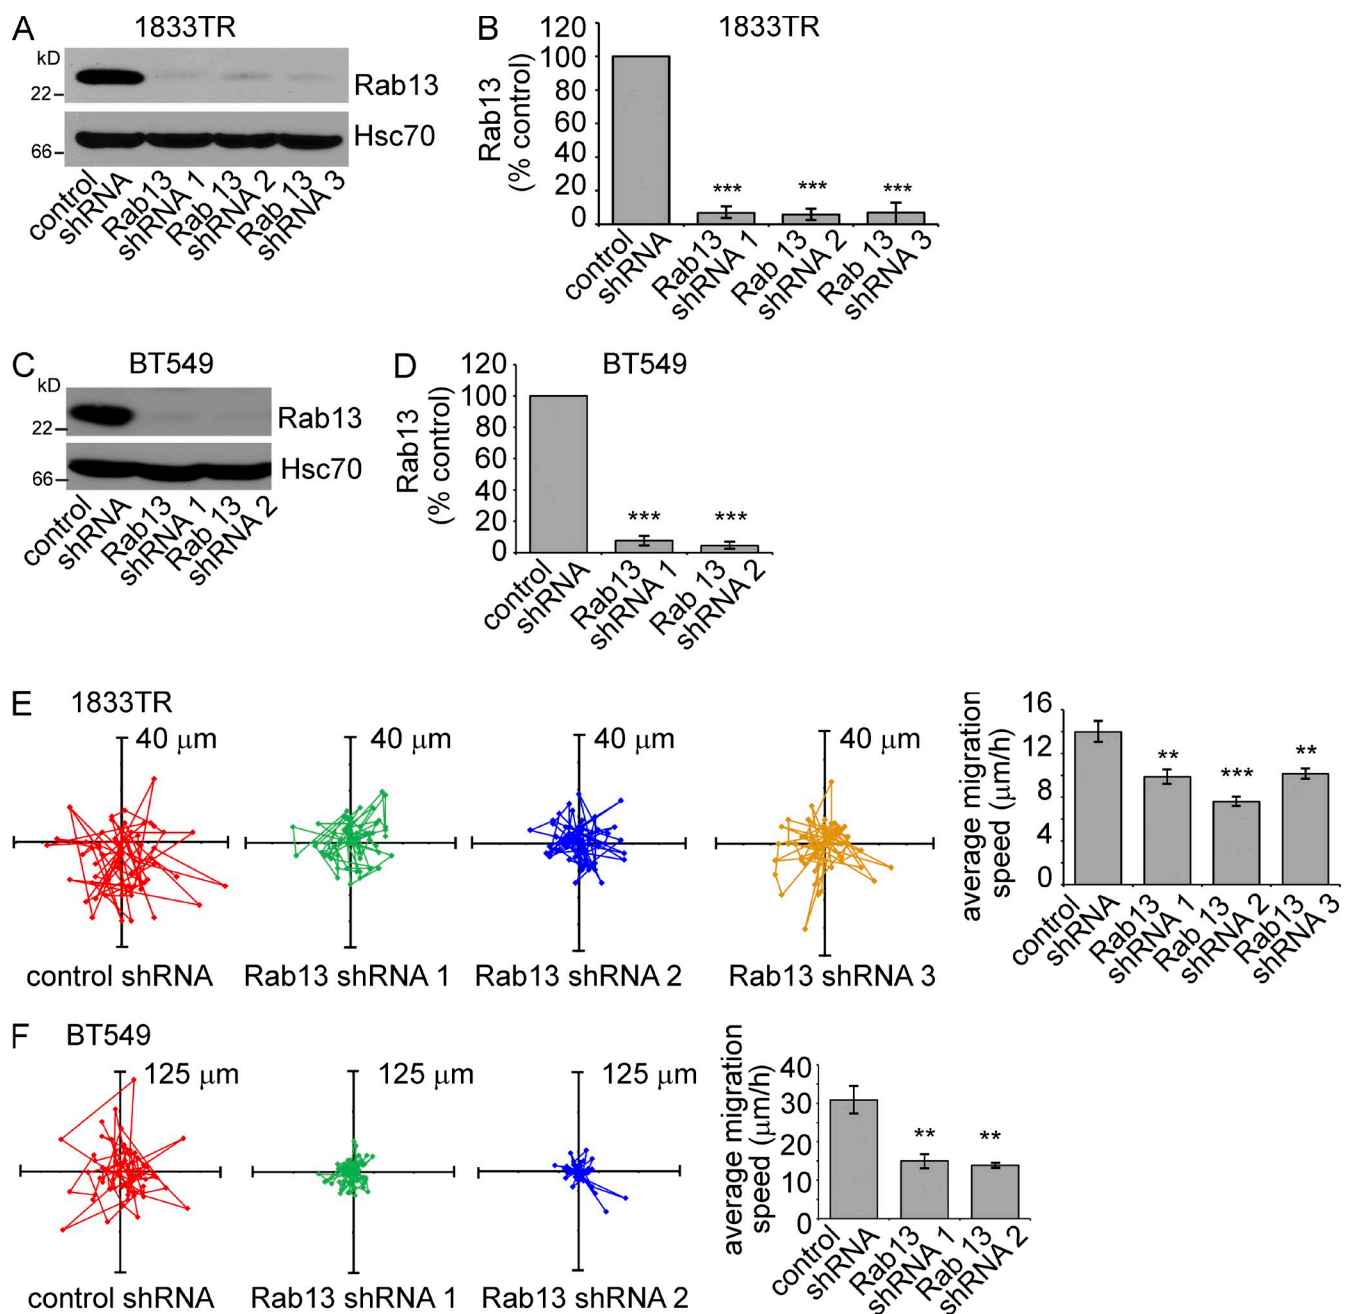 A
1833TR
kD
22
66
Rab13
Hsc70
control
shRNA
Rab13
shRNA 1
Rab 13
shRNA 2
Rab 13
shRNA 3
B
1833TR
Rab13
(% control)
120
100
80
60
40
20
0
***
***
***
control
shRNA
Rab13
shRNA 1
Rab 13
shRNA 2
Rab 13
shRNA 3
C
BT549
kD
22
66
Rab13
Hsc70
control
shRNA
Rab13
shRNA 1
Rab 13
shRNA 2
D
BT549
Rab13
(% control)
120
100
80
60
40
20
0
***
***
control
shRNA
Rab13
shRNA 1
Rab 13
shRNA 2
E
1833TR
40 μm
40 μm
40 μm
40 μm
control shRNA
Rab13 shRNA 1
Rab13 shRNA 2
Rab13 shRNA 3
average migration
speed (μm/h)
16
12
8
4
0
**
***
**
control
shRNA
Rab13
shRNA 1
Rab 13
shRNA 2
Rab13
shRNA 3
F
BT549
125 μm
125 μm
125 μm
control shRNA
Rab13 shRNA 1
Rab13 shRNA 2
average migration
speed (μm/h)
40
30
20
10
0
**
**
control
shRNA
Rab13
shRNA 1
Rab 13
shRNA 2